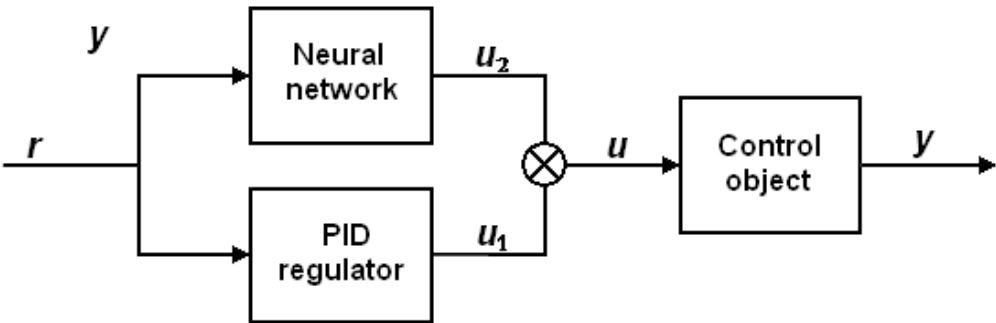 y
Neural
network
u₂
r
u
Control
object
y
PID
regulator
u₁